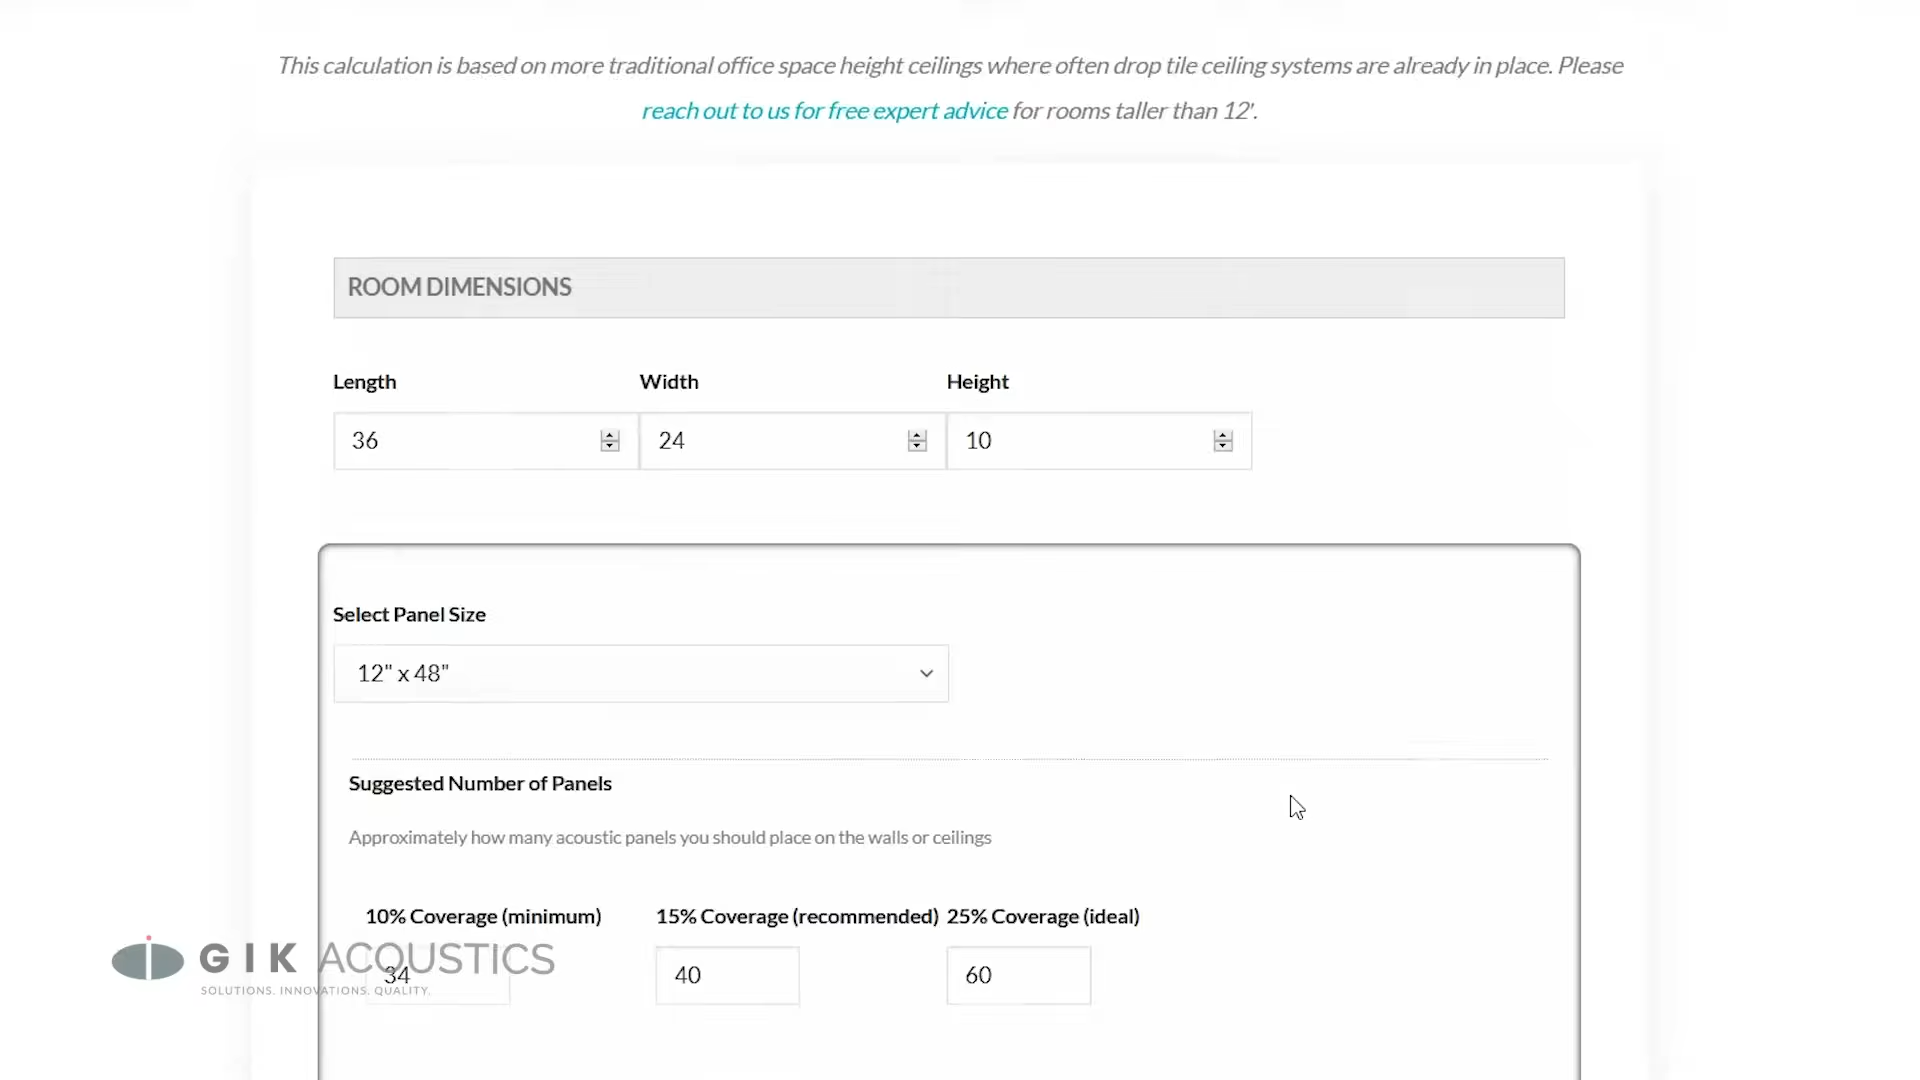 This calculation is based on more traditional office space height ceilings where often drop tile ceiling systems are already in place. Please
reach out to us for free expert advice for rooms taller than 12'.
ROOM DIMENSIONS
Length Width Height
36 24 10
Select Panel Size
12" x 48"
Suggested Number of Panels
Approximately how many acoustic panels you should place on the walls or ceilings
10% Coverage (minimum) 15% Coverage (recommended) 25% Coverage (ideal)
34 40 60
GIK ACOUSTICS
SOLUTIONS. INNOVATIONS. QUALITY.